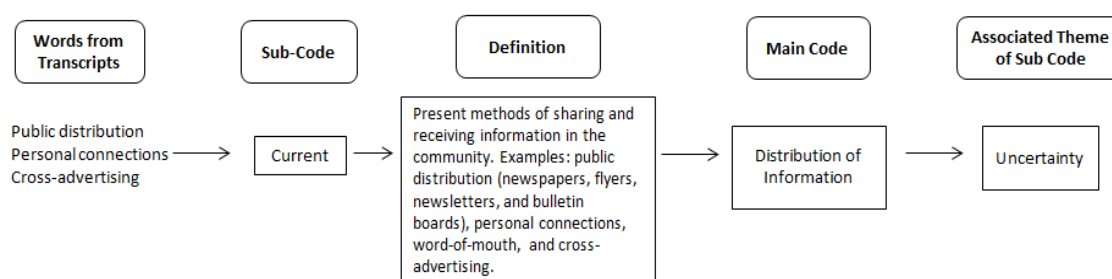 Words from
Transcripts
Sub-Code
Definition
Main Code
Associated Theme
of Sub Code
Public distribution
Personal connections
Cross-advertising
Current
Present methods of sharing and
receiving information in the
community. Examples: public
distribution (newspapers, flyers,
newsletters, and bulletin
boards), personal connections,
word-of-mouth, and cross-
advertising.
Distribution of
Information
Uncertainty